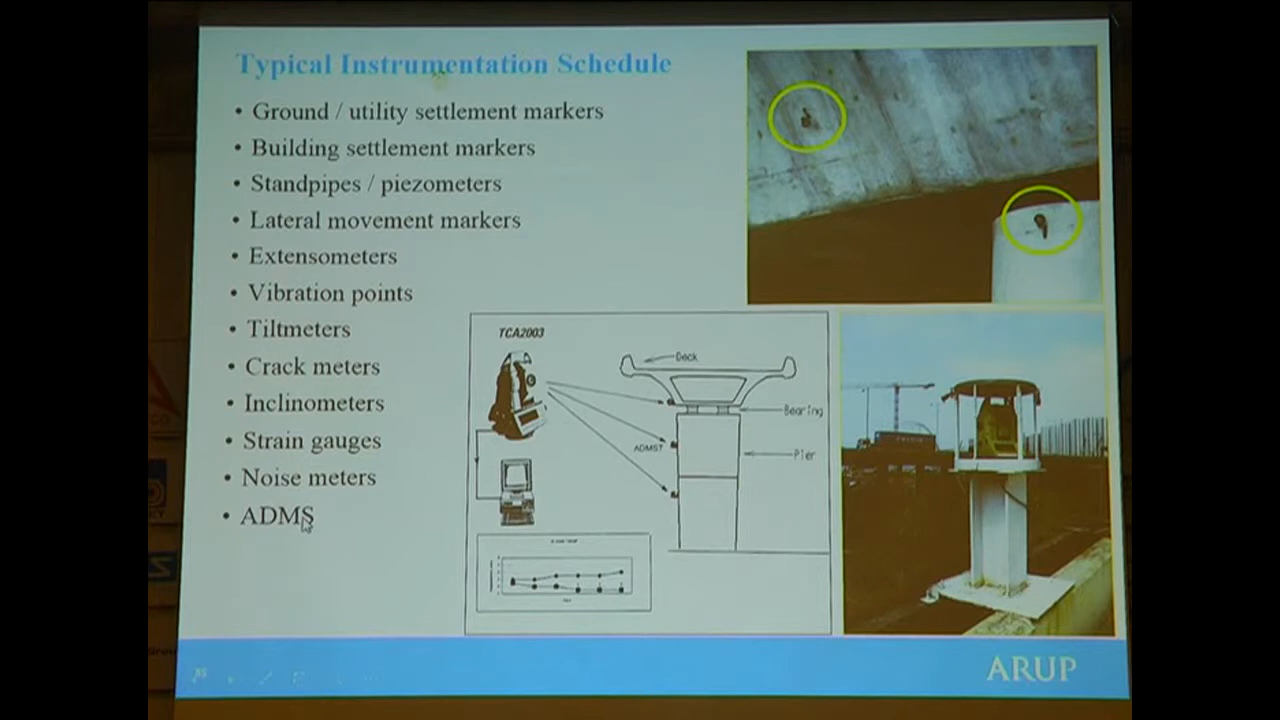 Typical Instrumentation Schedule
• Ground / utility settlement markers
• Building settlement markers
• Standpipes / piezometers
• Lateral movement markers
• Extensometers
• Vibration points
• Tiltmeters
• Crack meters
• Inclinometers
• Strain gauges
• Noise meters
• ADMS
TCA2003
Deck
Bearing
ADMST
Pier
ARUP